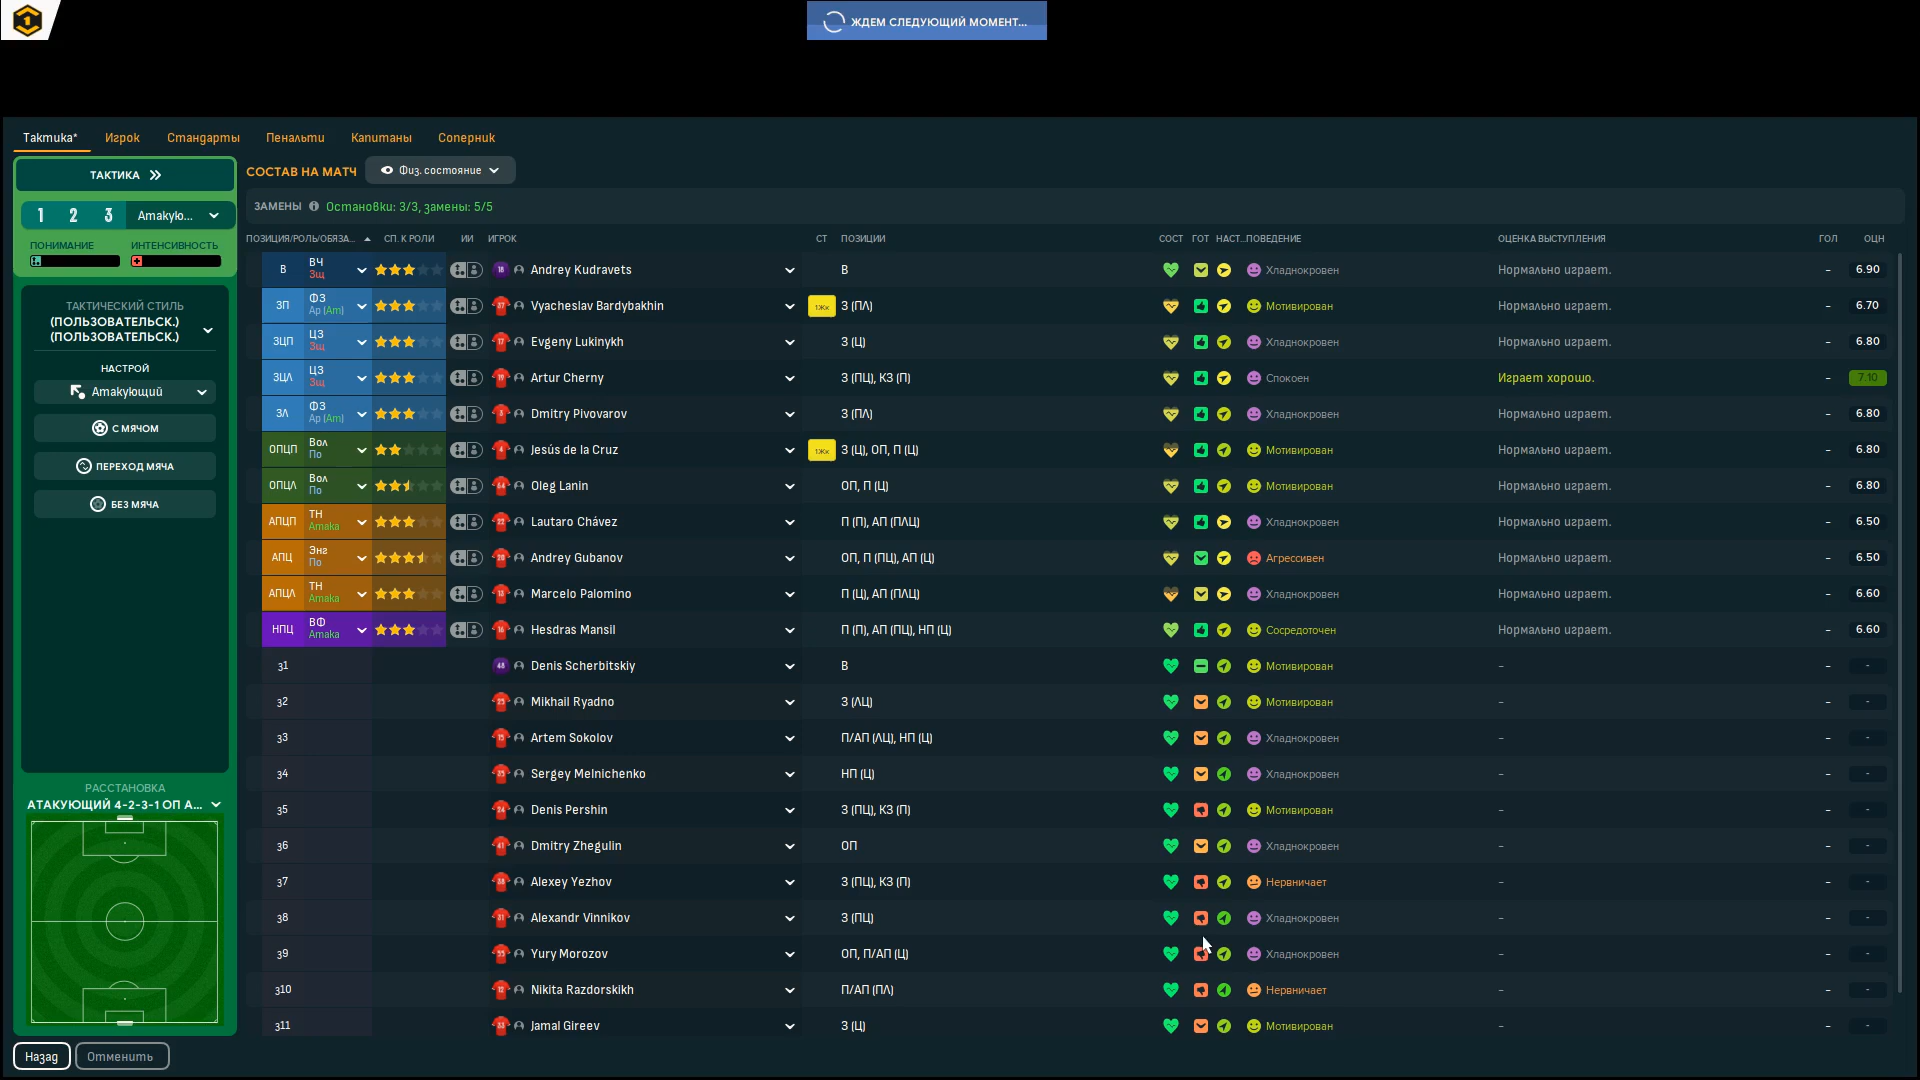 ЖДЕМ СЛЕДУЮЩИЙ МОМЕНТ...
Тактика* Игрок Стандарты Пенальти Капитаны Соперник
ТАКТИКА
1 2 3 Атакую...
ПОНИМАНИЕ ИНТЕНСИВНОСТЬ
ТАКТИЧЕСКИЙ СТИЛЬ
(ПОЛЬЗОВАТЕЛЬСК.)
(ПОЛЬЗОВАТЕЛЬСК.)
НАСТРОЙ
Атакующий
С МЯЧОМ
ПЕРЕХОД МЯЧА
БЕЗ МЯЧА
РАССТАНОВКА
АТАКУЮЩИЙ 4-2-3-1 ОП А...
Назад Отменить
СОСТАВ НА МАТЧ Физ. состояние
ЗАМЕНЫ Остановки: 3/3, замены: 5/5
ПОЗИЦИЯ/РОЛЬ/ОБЯЗА... СП. К РОЛИ ИИ ИГРОК СТ ПОЗИЦИИ СОСТ ГОТ НАСТ... ПОВЕДЕНИЕ ОЦЕНКА ВЫСТУПЛЕНИЯ ГОЛ ОЦН
В ВЧ Зщ Andrey Kudravets В Хладнокровен Нормально играет. - 6.90
ЗП ФЗ Ар (Am) Vyacheslav Bardybakhin 1Жк З (ПЛ) Мотивирован Нормально играет. - 6.70
ЗЦП ЦЗ Зщ Evgeny Lukinykh З (Ц) Хладнокровен Нормально играет. - 6.80
ЗЦЛ ЦЗ Зщ Artur Cherny З (ПЦ), КЗ (П) Спокоен Играет хорошо. - 7.10
ЗЛ ФЗ Ар (Am) Dmitry Pivovarov З (ПЛ) Хладнокровен Нормально играет. - 6.80
ОПЦП Вол По Jesús de la Cruz 1Жк З (Ц), ОП, П (Ц) Мотивирован Нормально играет. - 6.80
ОПЦЛ Вол По Oleg Lanin ОП, П (Ц) Мотивирован Нормально играет. - 6.80
АПЦП ТН Атака Lautaro Chávez П (П), АП (ПЛЦ) Хладнокровен Нормально играет. - 6.50
АПЦ Энг По Andrey Gubanov ОП, П (ПЦ), АП (Ц) Агрессивен Нормально играет. - 6.50
АПЦЛ ТН Атака Marcelo Palomino П (Ц), АП (ПЛЦ) Хладнокровен Нормально играет. - 6.60
НПЦ ВФ Атака Hesdras Mansil П (П), АП (ПЦ), НП (Ц) Сосредоточен Нормально играет. - 6.60
з1 Denis Scherbitskiy В Мотивирован - - -
з2 Mikhail Ryadno З (ЛЦ) Мотивирован - - -
з3 Artem Sokolov П/АП (ЛЦ), НП (Ц) Хладнокровен - - -
з4 Sergey Melnichenko НП (Ц) Хладнокровен - - -
з5 Denis Pershin З (ПЦ), КЗ (П) Мотивирован - - -
з6 Dmitry Zhegulin ОП Хладнокровен - - -
з7 Alexey Yezhov З (ПЦ), КЗ (П) Нервничает - - -
з8 Alexandr Vinnikov З (ПЦ) Хладнокровен - - -
з9 Yury Morozov ОП, П/АП (Ц) Хладнокровен - - -
з10 Nikita Razdorskikh П/АП (ПЛ) Нервничает - - -
з11 Jamal Gireev З (Ц) Мотивирован - - -